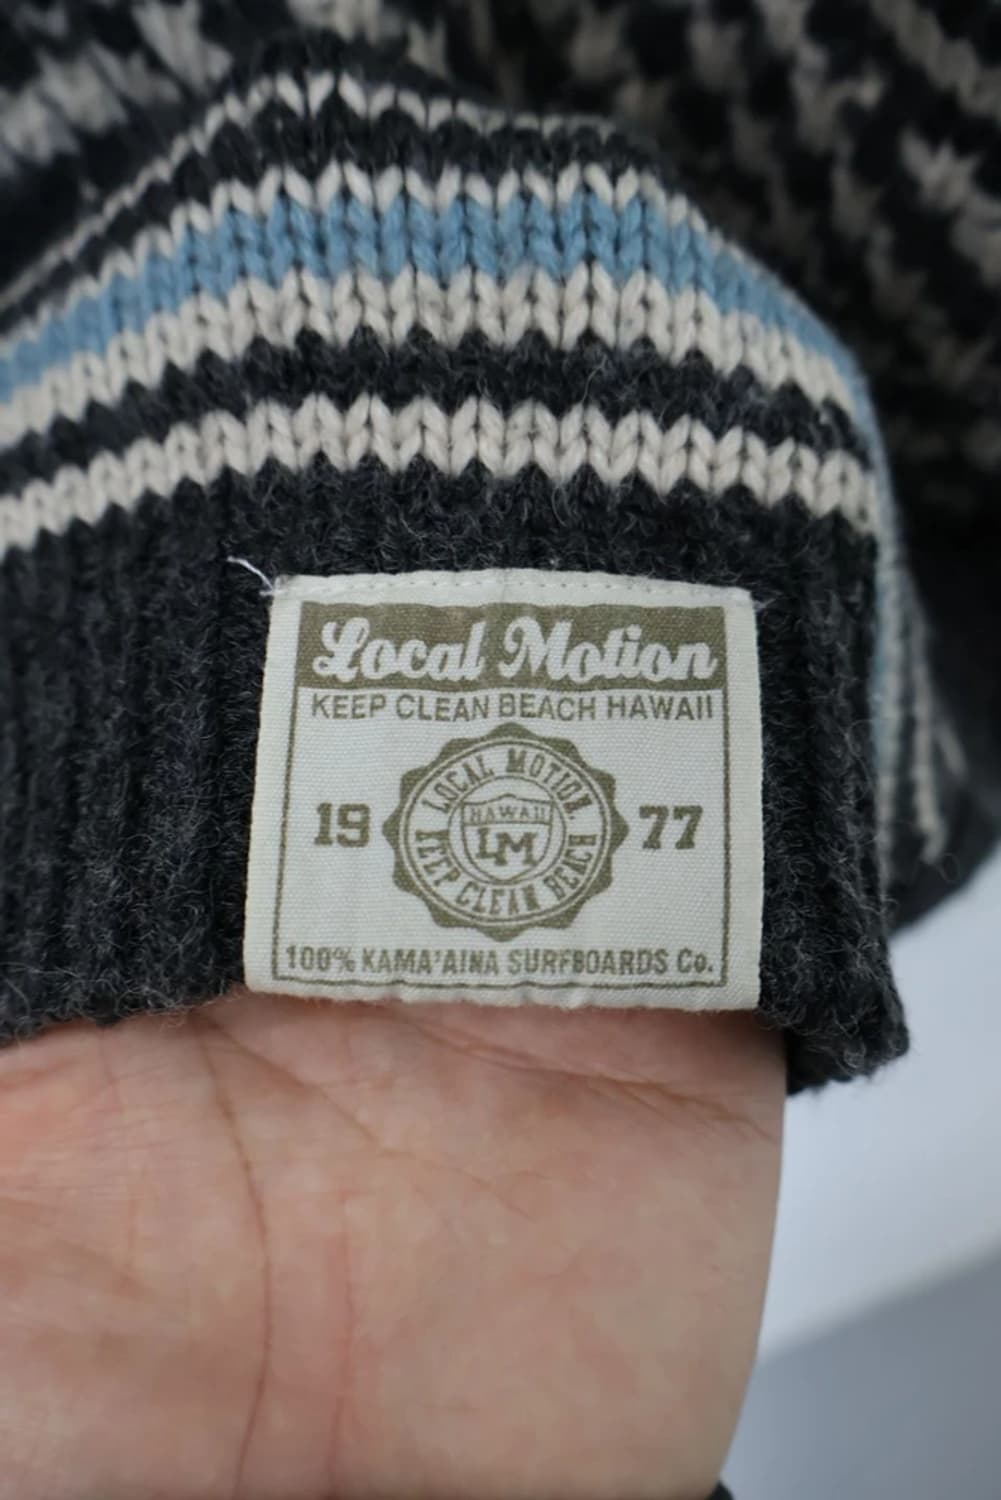 Local Motion
KEEP CLEAN BEACH HAWAII
LOCAL MOTION.
19
HAWAII
LM
77
KEEP CLEAN BEACH
100% KAMA'AINA SURFBOARDS Co.